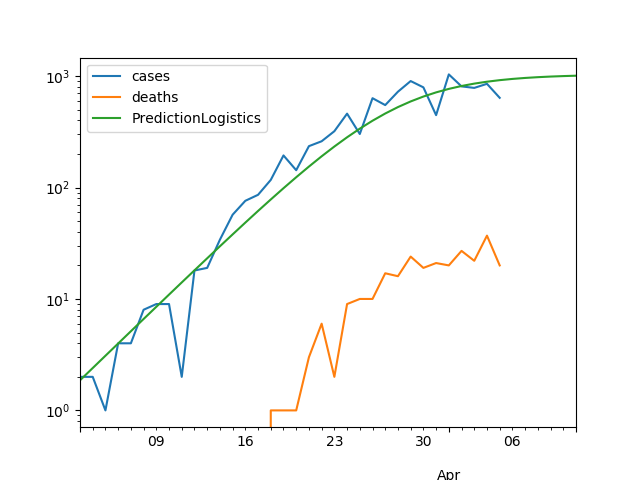 cases
deaths
PredictionLogistics
10³
10²
10¹
10⁰
09 16 23 30 06
Apr